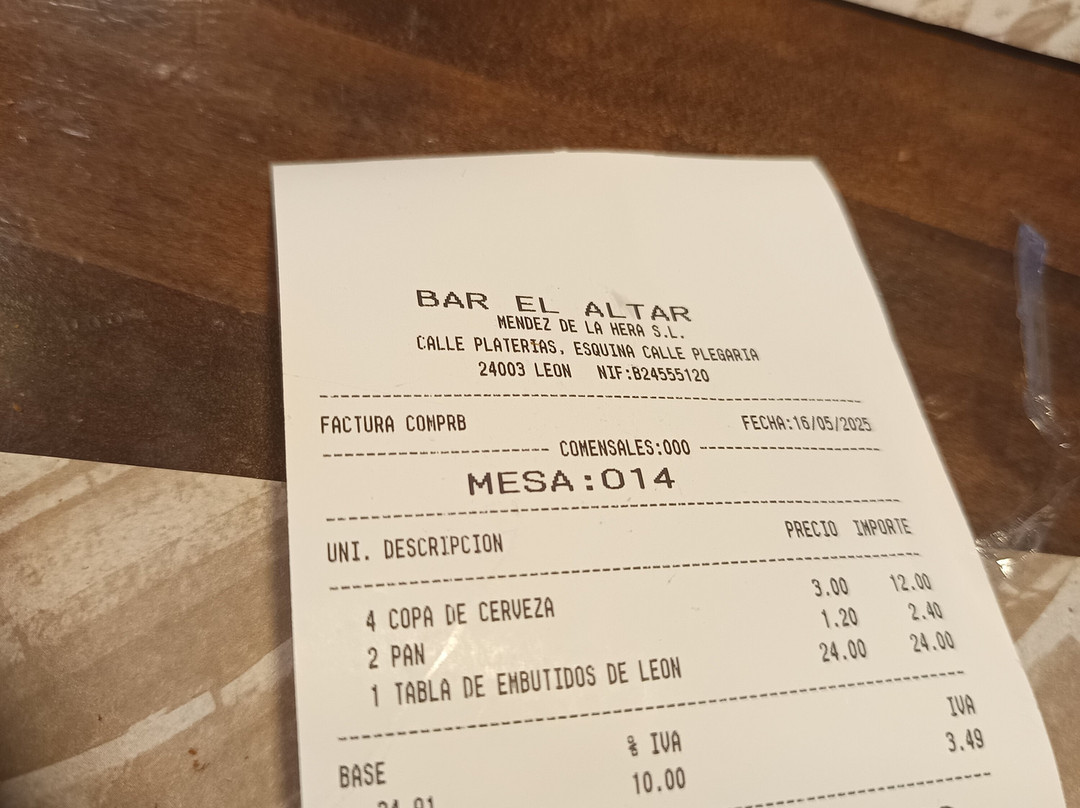 BAR EL ALTAR
MENDEZ DE LA HERA S.L.
CALLE PLATERIAS, ESQUINA CALLE PLEGARIA
24003 LEON NIF:B24555120
FACTURA COMPRB FECHA:16/05/2025
COMENSALES:000
MESA:014
UNI. DESCRIPCION PRECIO IMPORTE
4 COPA DE CERVEZA 3.00 12.00
2 PAN 1.20 2.40
1 TABLA DE EMBUTIDOS DE LEON 24.00 24.00
BASE % IVA IVA
10.00 3.49